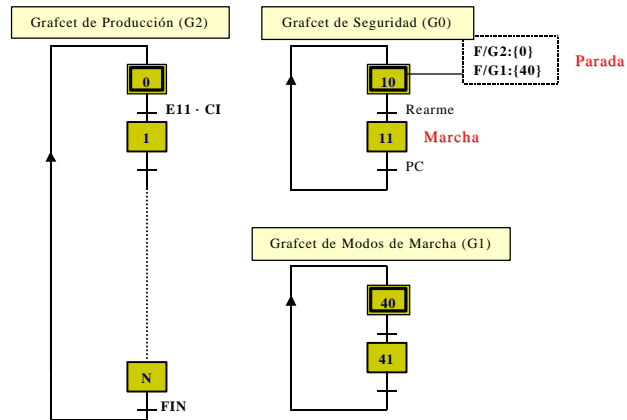 Grafcet de Producción (G2)
0
E11 · CI
1
N
FIN
Grafcet de Seguridad (G0)
F/G2:{0}
F/G1:{40}
Parada
10
Rearme
11
Marcha
PC
Grafcet de Modos de Marcha (G1)
40
41